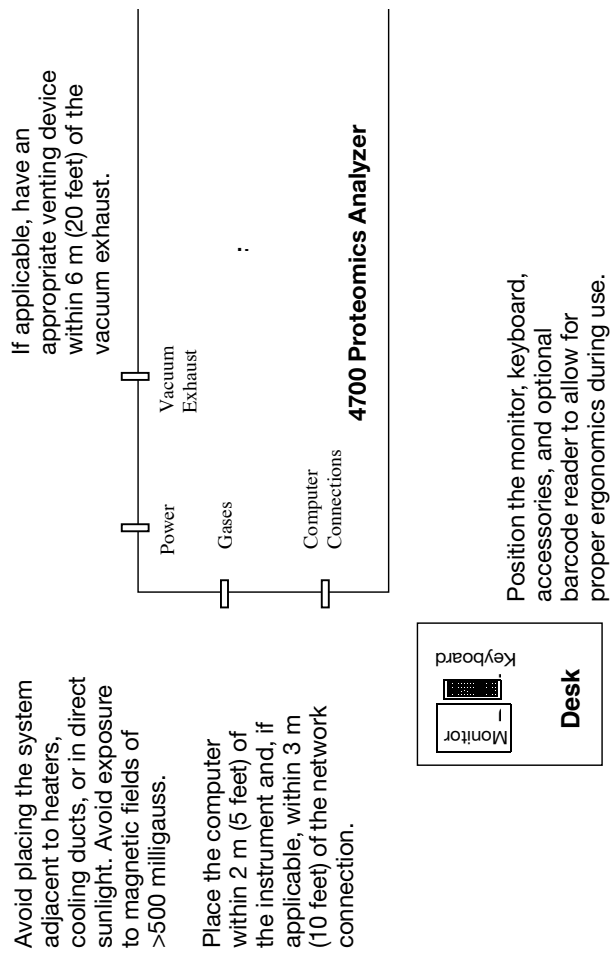 Avoid placing the system
adjacent to heaters,
cooling ducts, or in direct
sunlight. Avoid exposure
to magnetic fields of
>500 milligauss.
Place the computer
within 2 m (5 feet) of
the instrument and, if
applicable, within 3 m
(10 feet) of the network
connection.
If applicable, have an
appropriate venting device
within 6 m (20 feet) of the
vacuum exhaust.
Power
Vacuum
Exhaust
Gases
Computer
Connections
4700 Proteomics Analyzer
Monitor
Keyboard
Desk
Position the monitor, keyboard,
accessories, and optional
barcode reader to allow for
proper ergonomics during use.